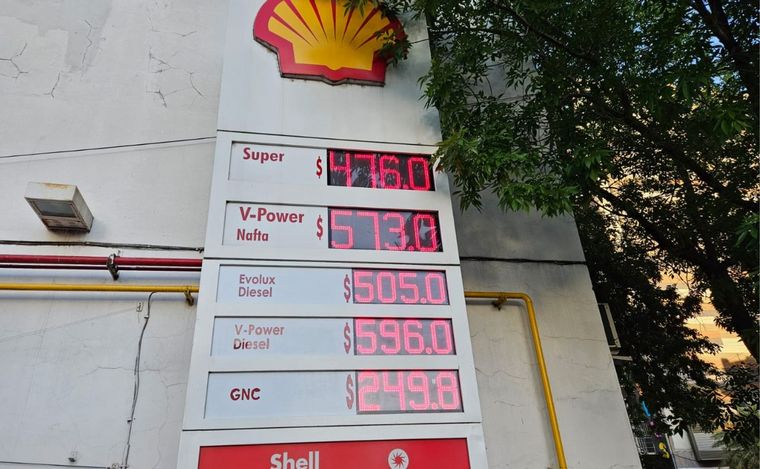 Super $ 476.0
V-Power
Nafta $ 573.0
Evolux
Diesel $ 505.0
V-Power
Diesel $ 596.0
GNC $ 249.8
Shell